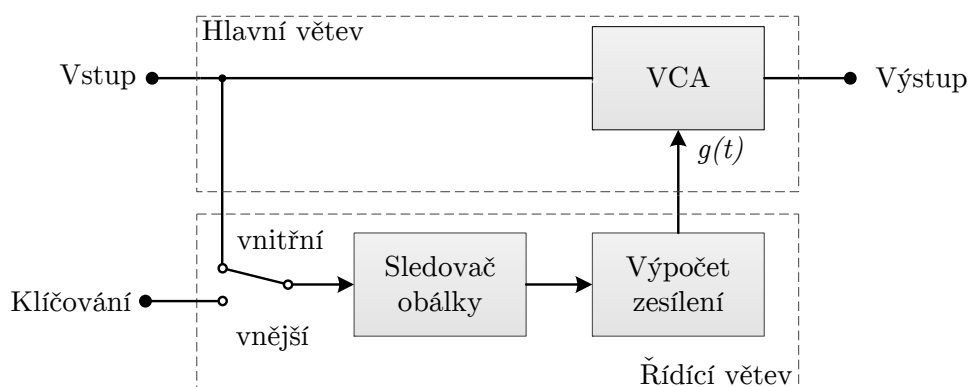 Hlavní větev
Vstup
VCA
Výstup
g(t)
vnitřní
Sledovač
obálky
Výpočet
zesílení
Klíčování
vnější
Řídící větev